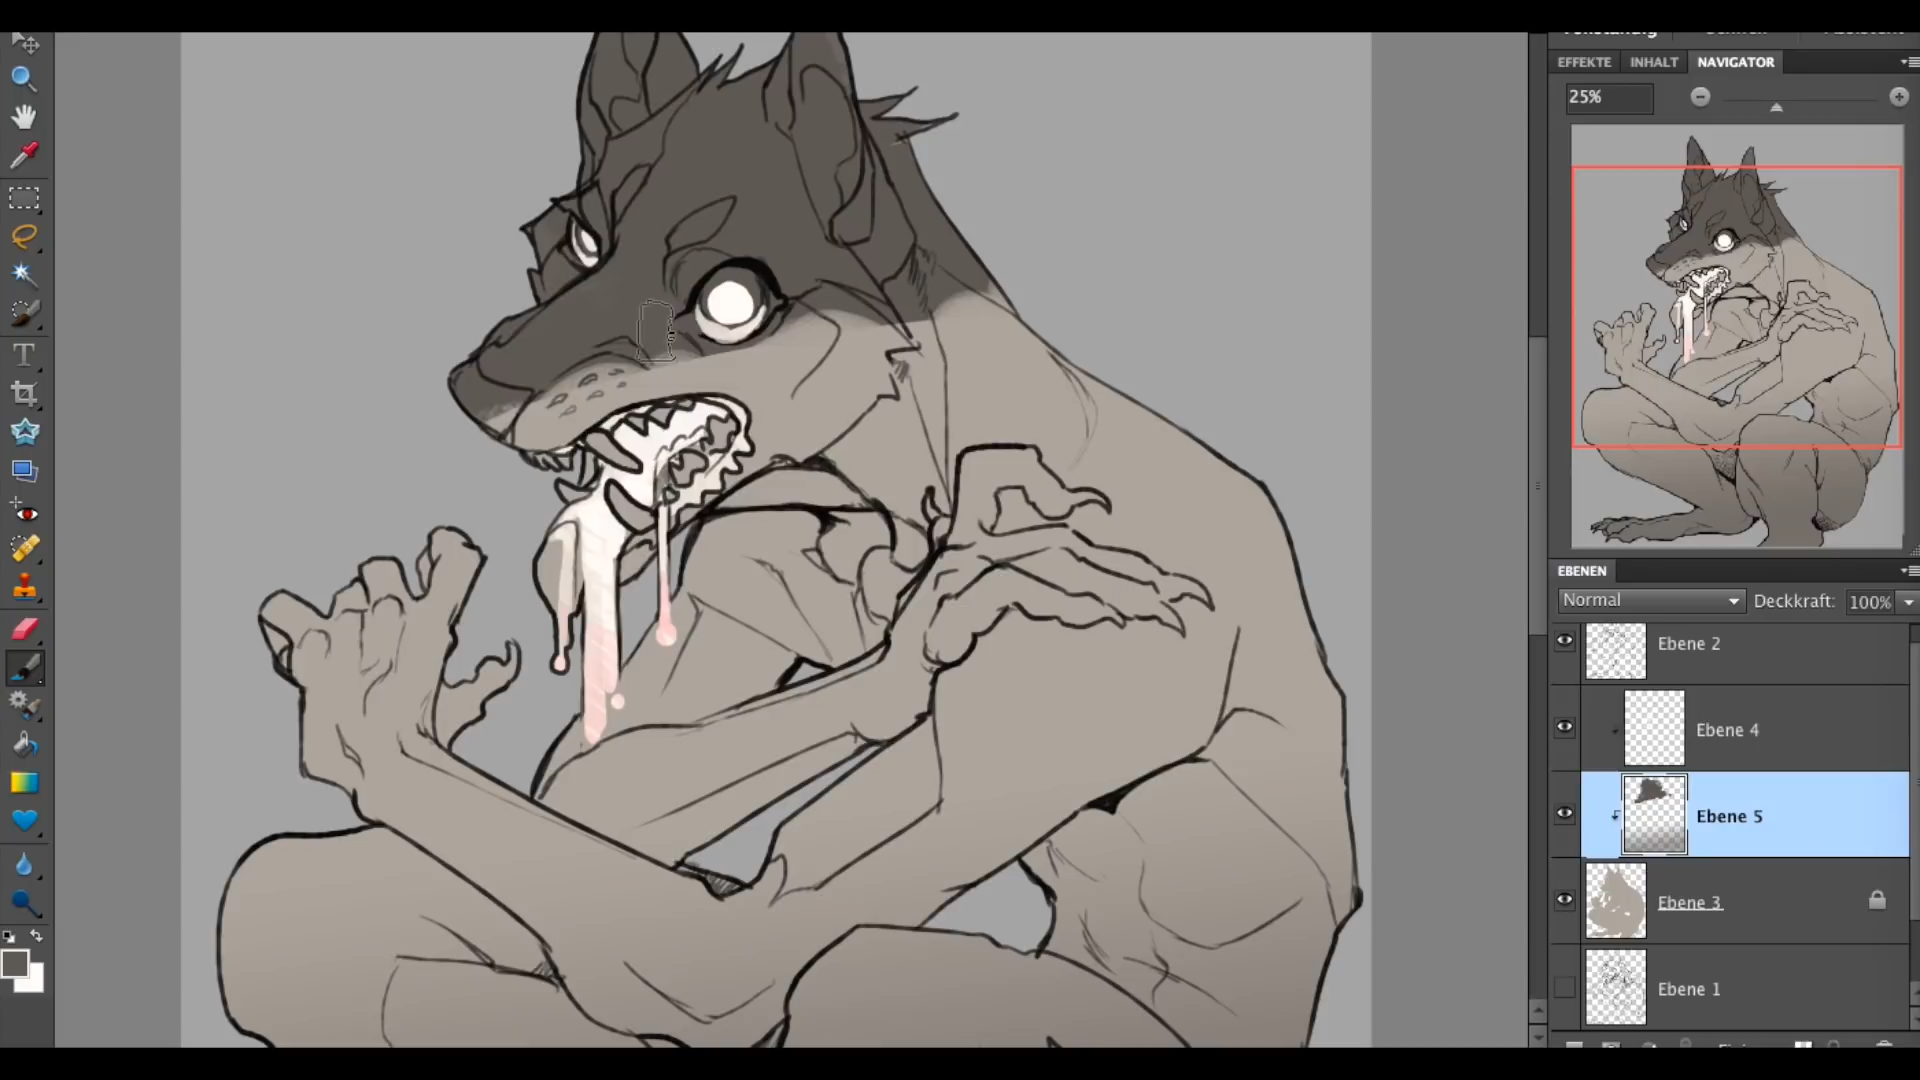 EFFEKTE INHALT NAVIGATOR
25%
EBENEN
Normal Deckkraft: 100%
Ebene 2
Ebene 4
Ebene 5
Ebene 3
Ebene 1